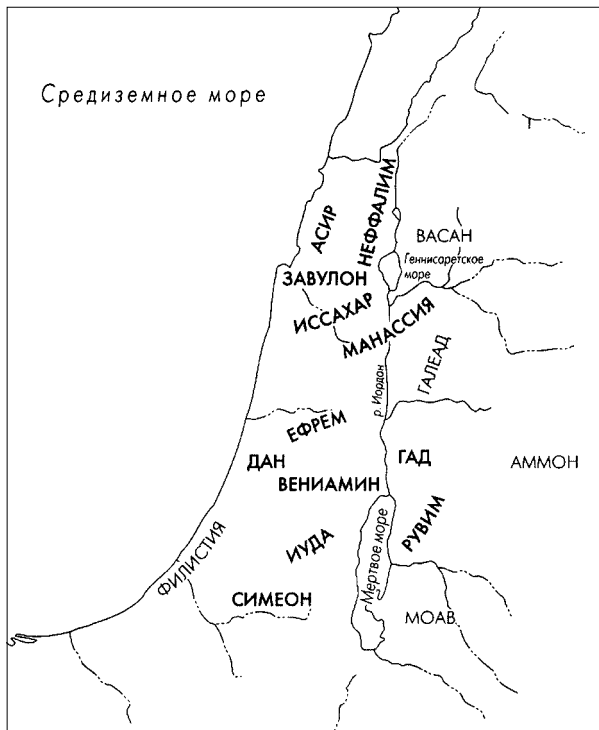 Средиземное море
НЕФФАЛИМ
АСИР
ВАСАН
Геннисаретское
море
ЗАВУЛОН
ИССАХАР
МАНАССИЯ
ГАЛЕАД
р. Иордан
ЕФРЕМ
ДАН
ГАД
АММОН
ВЕНИАМИН
РУВИМ
ИУДА
Мертвое море
ФИЛИСТИЯ
СИМЕОН
МОАВ